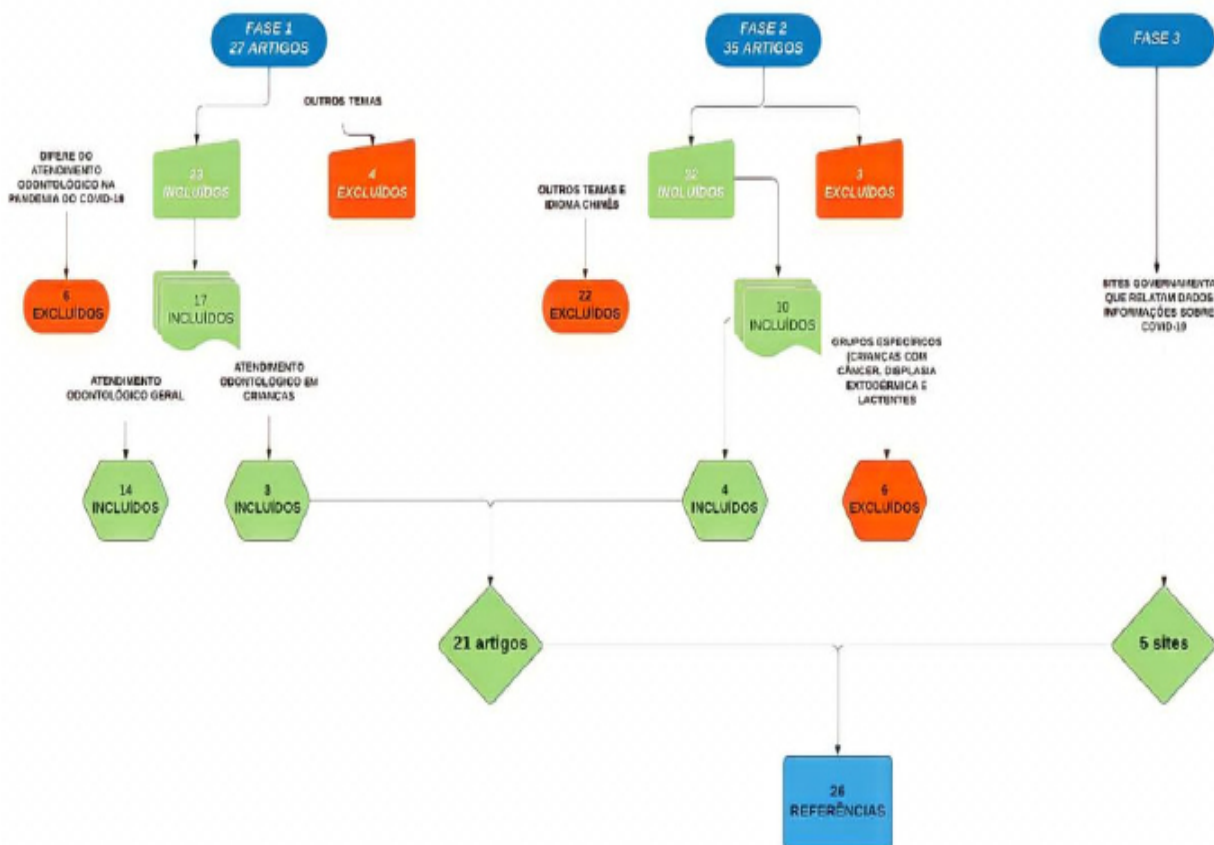 FASE 1
27 ARTIGOS
FASE 2
35 ARTIGOS
FASE 3
OUTROS TEMAS
DIFERE DO
ATENDIMENTO
ODONTOLÓGICO NA
PANDEMIA DO COVID-19
23
INCLUÍDOS
4
EXCLUÍDOS
OUTROS TEMAS E
IDIOMA CHINÊS
32
INCLUÍDOS
3
EXCLUÍDOS
6
EXCLUÍDOS
17
INCLUÍDOS
22
EXCLUÍDOS
10
INCLUÍDOS
SITES GOVERNAMENTA
QUE RELATAM DADOS
INFORMAÇÕES SOBRE
COVID-19
ATENDIMENTO
ODONTOLÓGICO GERAL
ATENDIMENTO
ODONTOLÓGICO EM
CRIANÇAS
GRUPOS ESPECÍFICOS
(CRIANÇAS COM
CÂNCER, DISPLASIA
EXTODÉRMICA E
LACTENTES
14
INCLUÍDOS
3
INCLUÍDOS
4
INCLUÍDOS
6
EXCLUÍDOS
21 artigos
5 sites
26
REFERÊNCIAS